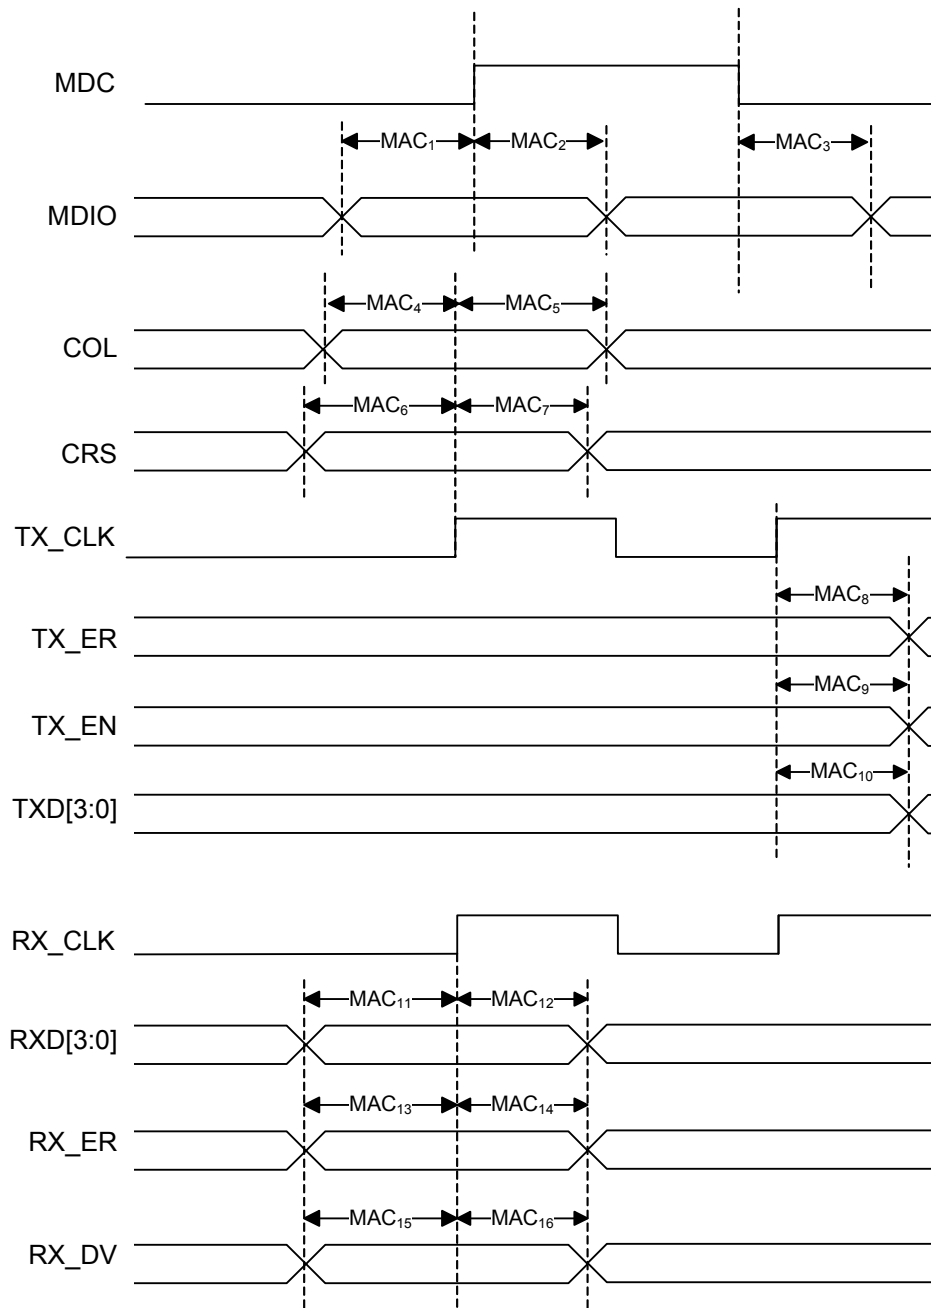 MDC
MAC₁ MAC₂ MAC₃
MDIO
MAC₄ MAC₅
COL
MAC₆ MAC₇
CRS
TX_CLK
MAC₈
TX_ER
MAC₉
TX_EN
MAC₁₀
TXD[3:0]
RX_CLK
MAC₁₁ MAC₁₂
RXD[3:0]
MAC₁₃ MAC₁₄
RX_ER
MAC₁₅ MAC₁₆
RX_DV